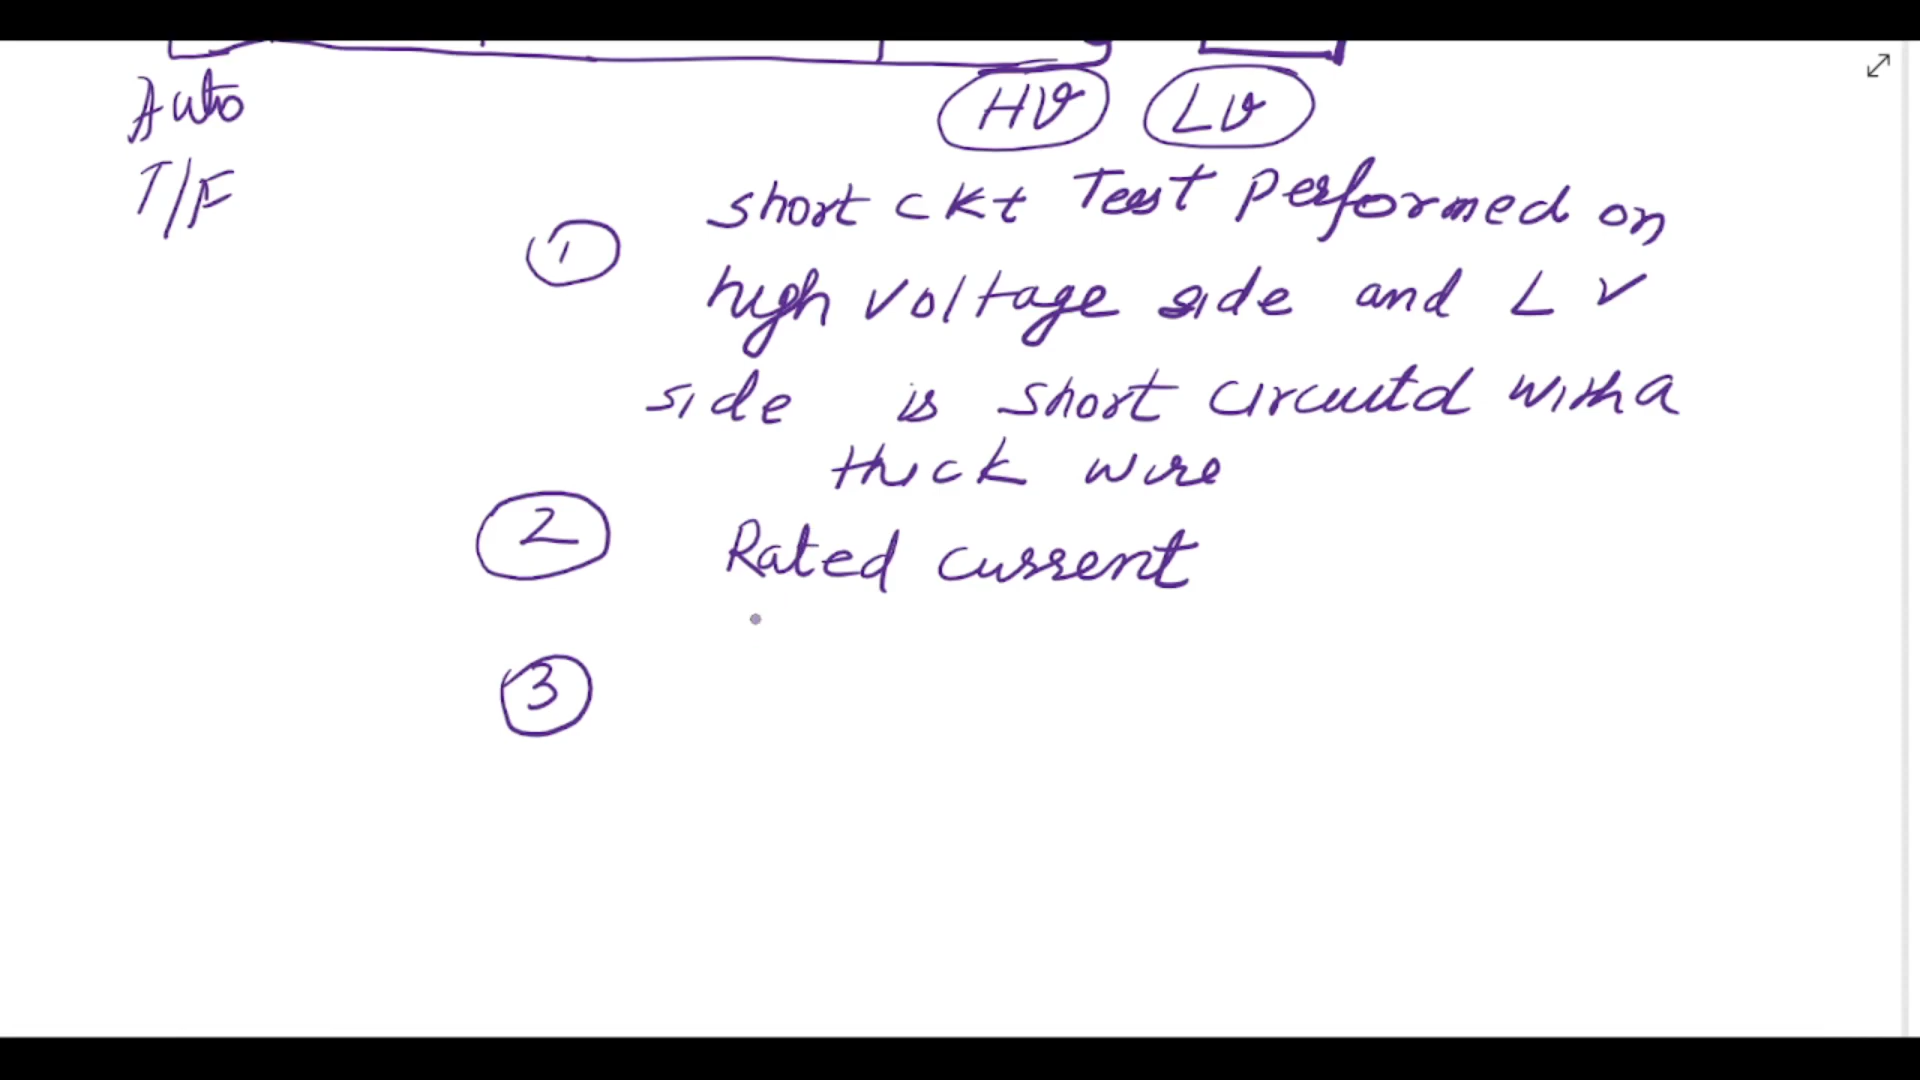 Auto
HV LV
T/F
1 short ckt Test performed on
high voltage side and L V
side is short circuitd with a
thick wire
2 Rated current
3